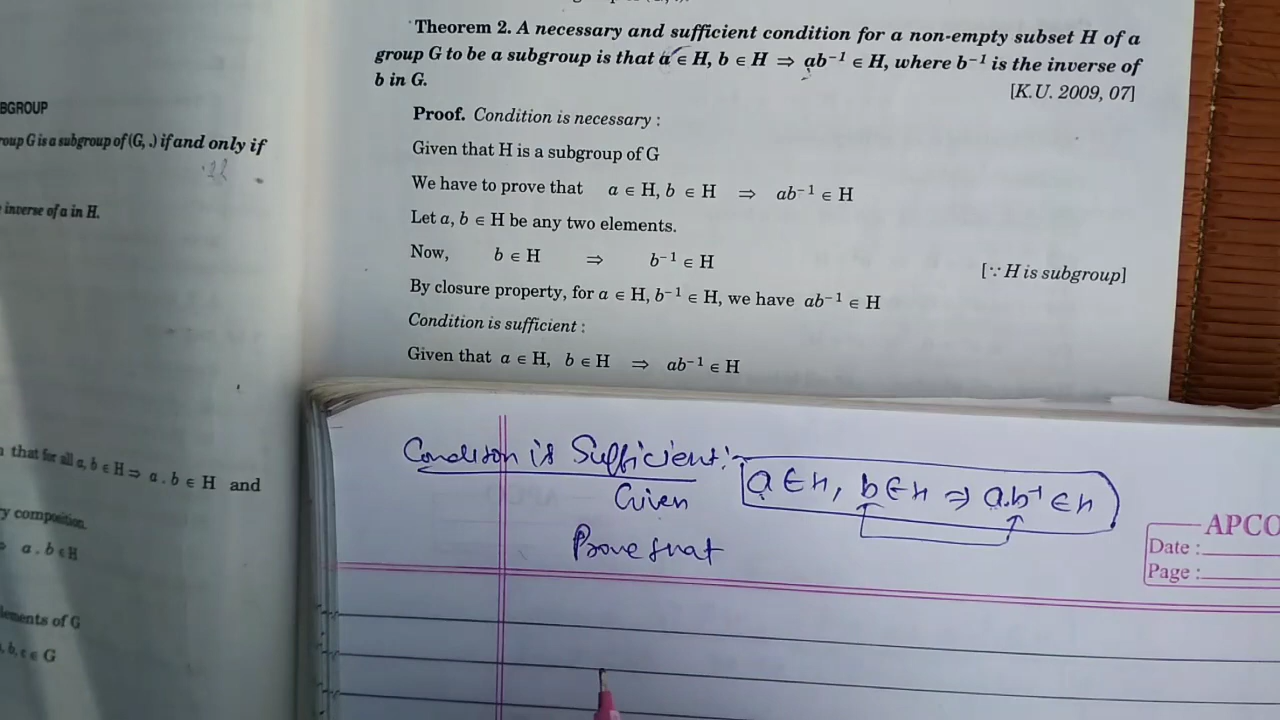 BGROUP
roup G is a subgroup of (G, .) if and only if
inverse of a in H.
that for all a, b ∈ H ⇒ a . b ∈ H and
ry composition.
a . b ∈ H
lements of G
, b, c ∈ G
Theorem 2. A necessary and sufficient condition for a non-empty subset H of a
group G to be a subgroup is that a ∈ H, b ∈ H ⇒ ab⁻¹ ∈ H, where b⁻¹ is the inverse of
b in G.
[K.U. 2009, 07]
Proof. Condition is necessary :
Given that H is a subgroup of G
We have to prove that a ∈ H, b ∈ H ⇒ ab⁻¹ ∈ H
Let a, b ∈ H be any two elements.
Now, b ∈ H ⇒ b⁻¹ ∈ H [∵ H is subgroup]
By closure property, for a ∈ H, b⁻¹ ∈ H, we have ab⁻¹ ∈ H
Condition is sufficient :
Given that a ∈ H, b ∈ H ⇒ ab⁻¹ ∈ H
Condition is Sufficient:-
Given a ∈ H, b ∈ H ⇒ a.b⁻¹ ∈ H
Prove that
APCO
Date :
Page :